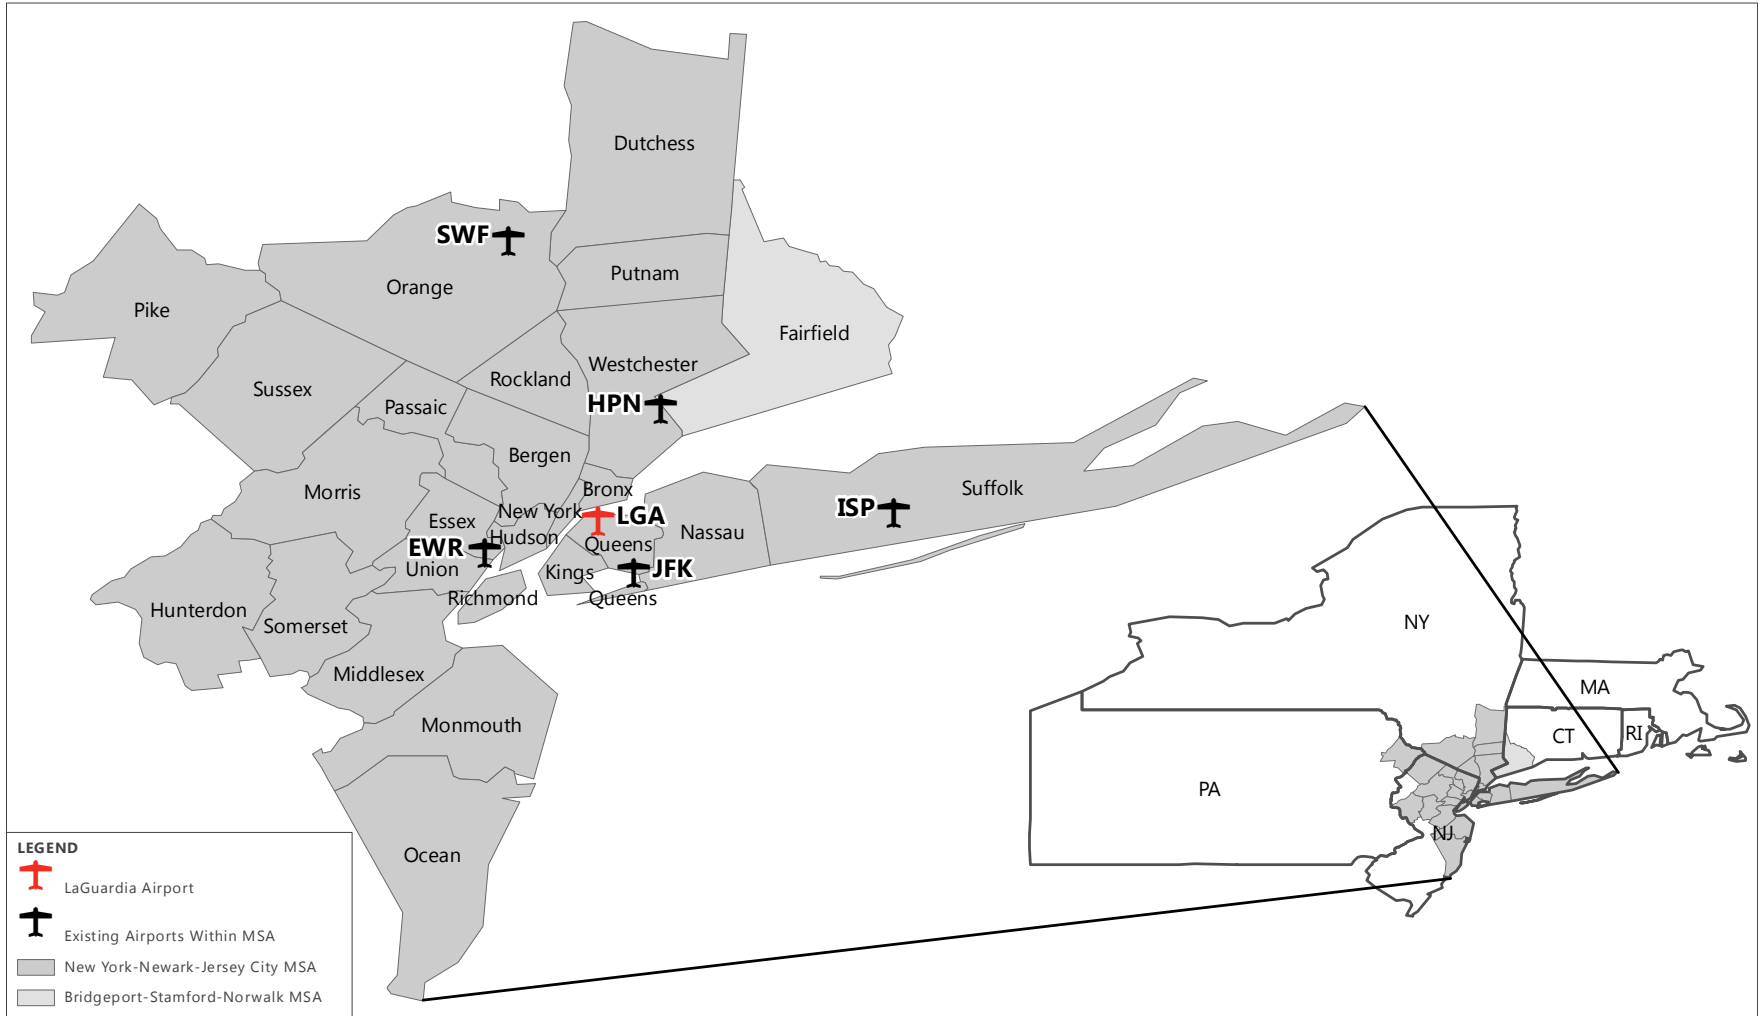 Dutchess
SWF
Putnam
Orange
Pike
Fairfield
Westchester
Rockland
Sussex
HPN
Passaic
Bergen
Suffolk
Bronx
Morris
ISP
New York
LGA
Essex
Nassau
Hudson
Queens
EWR
JFK
Union
Kings
Richmond
Queens
Hunterdon
Somerset
NY
Middlesex
MA
Monmouth
CT
RI
PA
NJ
Ocean
LEGEND
LaGuardia Airport
Existing Airports Within MSA
New York-Newark-Jersey City MSA
Bridgeport-Stamford-Norwalk MSA